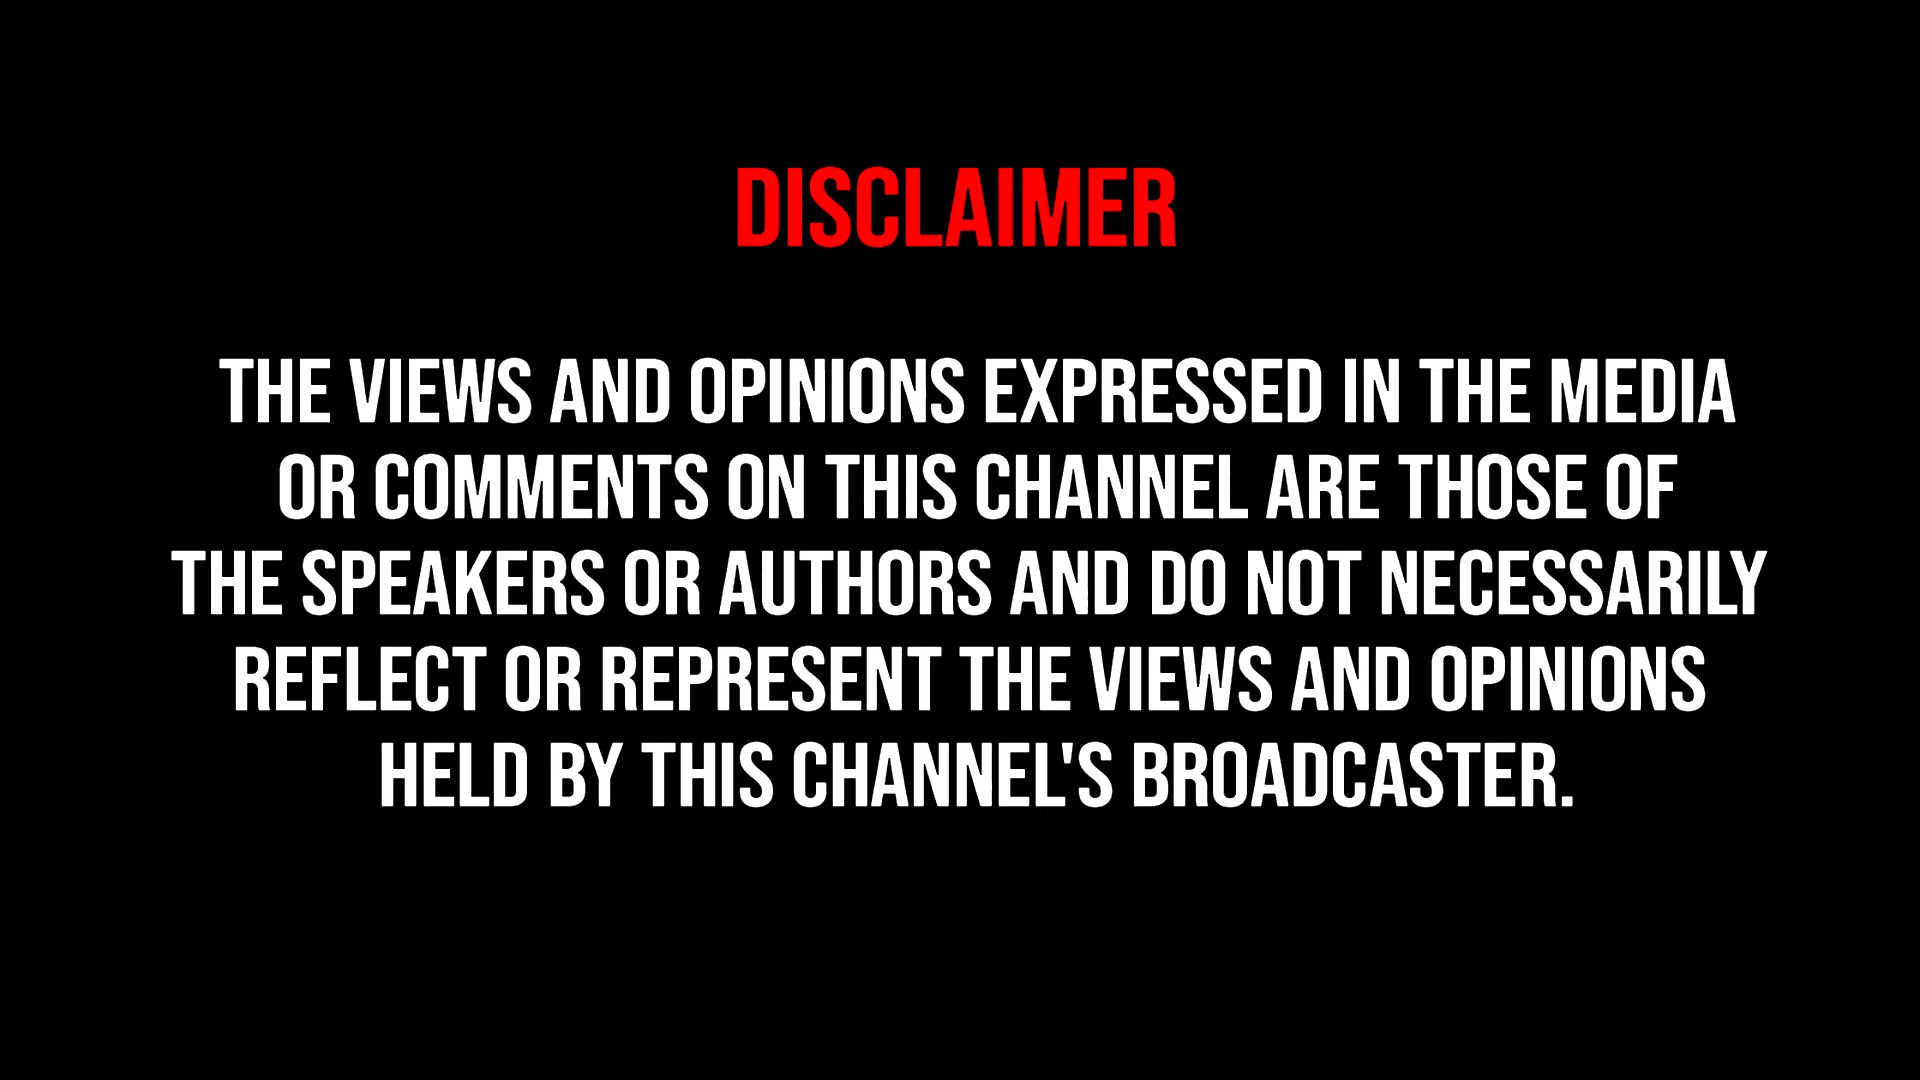 DISCLAIMER
THE VIEWS AND OPINIONS EXPRESSED IN THE MEDIA
OR COMMENTS ON THIS CHANNEL ARE THOSE OF
THE SPEAKERS OR AUTHORS AND DO NOT NECESSARILY
REFLECT OR REPRESENT THE VIEWS AND OPINIONS
HELD BY THIS CHANNEL'S BROADCASTER.